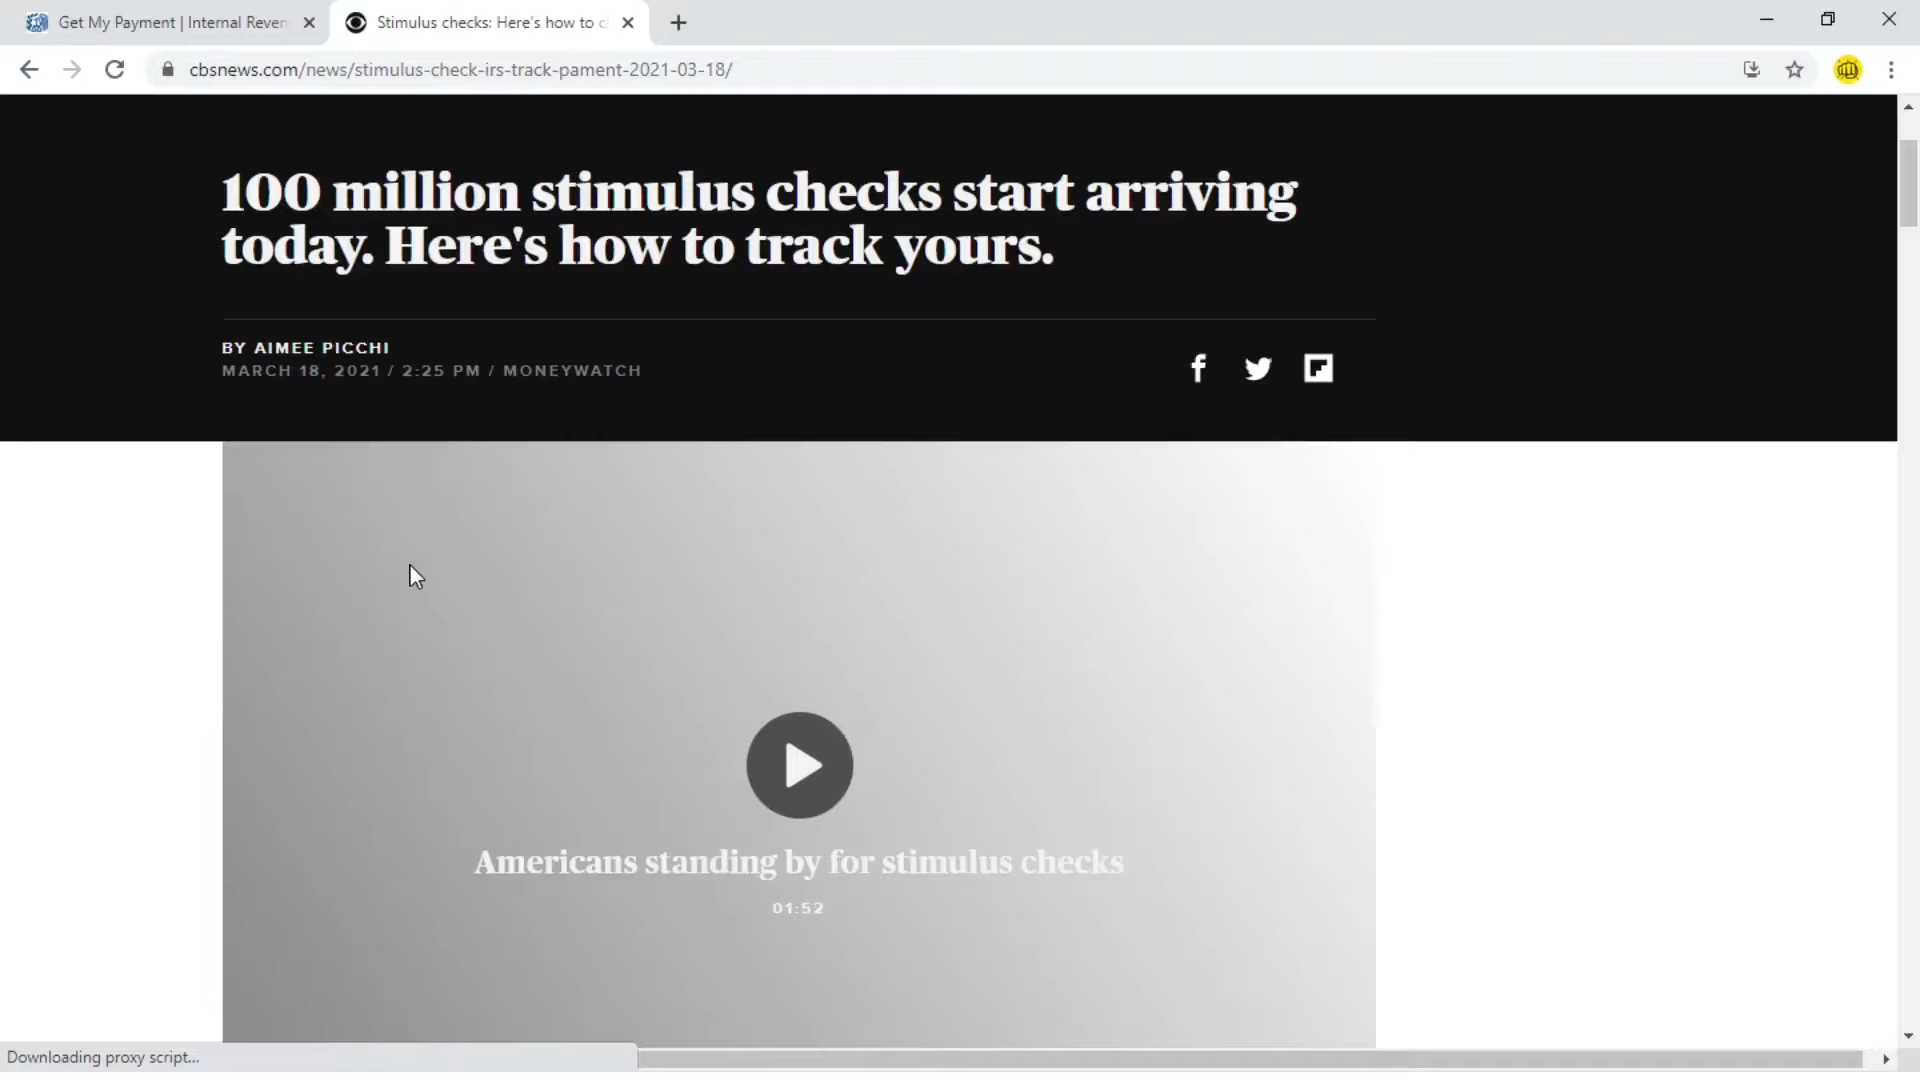 Get My Payment | Internal Reven
Stimulus checks: Here's how to c
cbsnews.com/news/stimulus-check-irs-track-pament-2021-03-18/
100 million stimulus checks start arriving
today. Here's how to track yours.
BY AIMEE PICCHI
MARCH 18, 2021 / 2:25 PM / MONEYWATCH
Americans standing by for stimulus checks
01:52
Downloading proxy script...